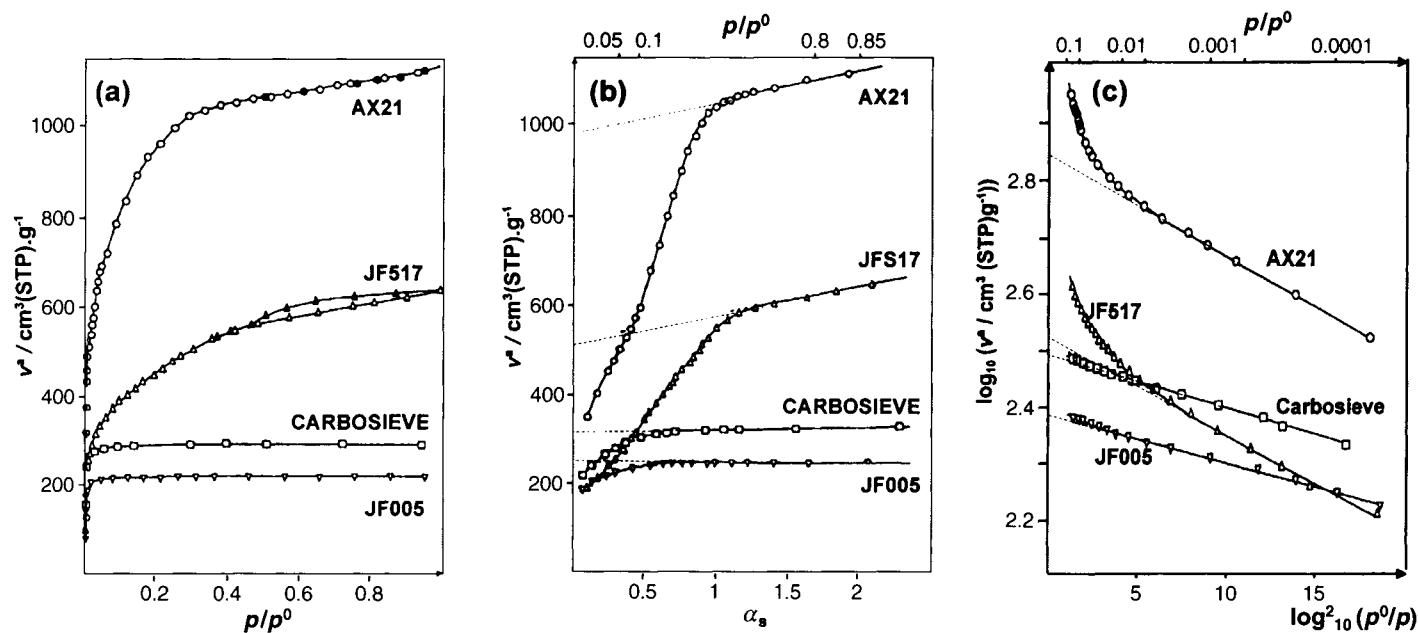 (a)
AX21
JF517
CARBOSIEVE
JF005
1000
800
600
400
200
0.2
0.4
0.6
0.8
p/p⁰
vᵃ / cm³(STP).g⁻¹
p/p⁰
0.05
0.1
0.8
0.85
(b)
AX21
JFS17
CARBOSIEVE
JF005
1000
800
600
400
200
0
0.5
1
1.5
2
αₛ
vᵃ / cm³(STP).g⁻¹
p/p⁰
0.1
0.01
0.001
0.0001
(c)
AX21
JF517
Carbosieve
JF005
2.8
2.6
2.4
2.2
5
10
15
log²₁₀ (p⁰/p)
log₁₀ (vᵃ / cm³ (STP)g⁻¹))